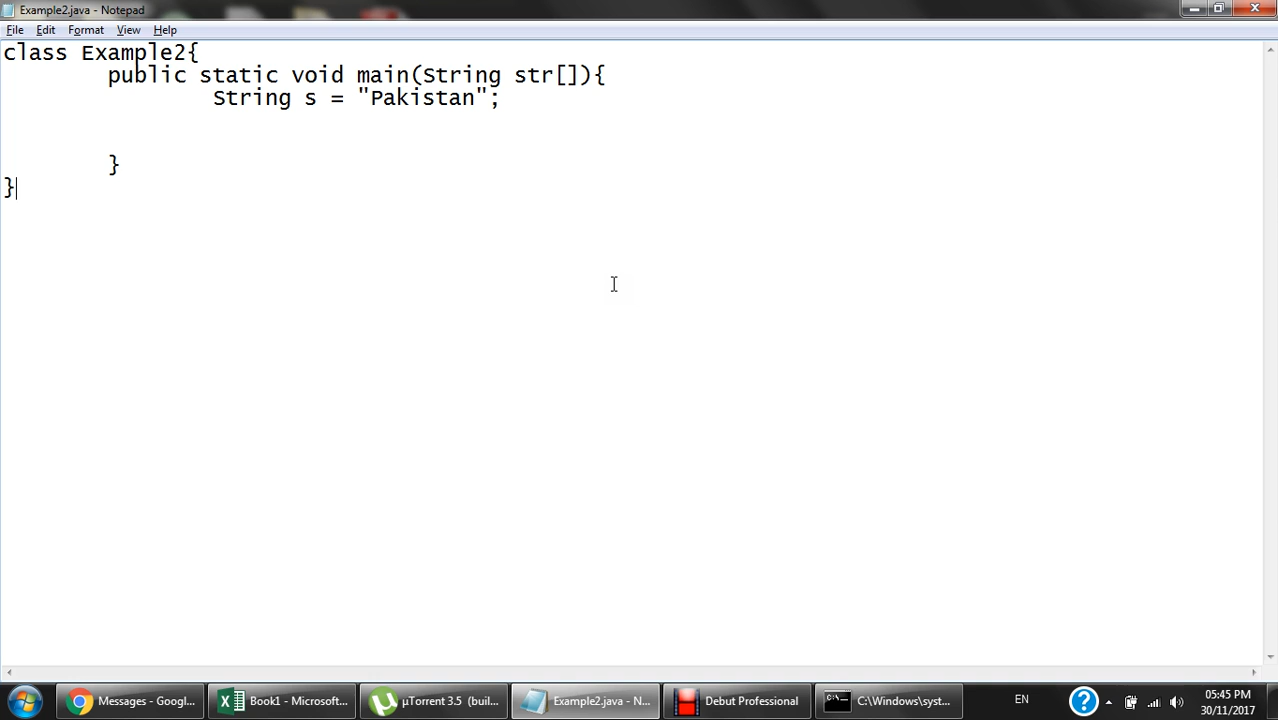 Example2.java - Notepad
File Edit Format View Help
class Example2{
public static void main(String str[]){
String s = "Pakistan";
}
}
Messages - Googl...
Book1 - Microsoft...
µTorrent 3.5 (buil...
Example2.java - N...
Debut Professional
C:\Windows\syst...
EN
05:45 PM
30/11/2017